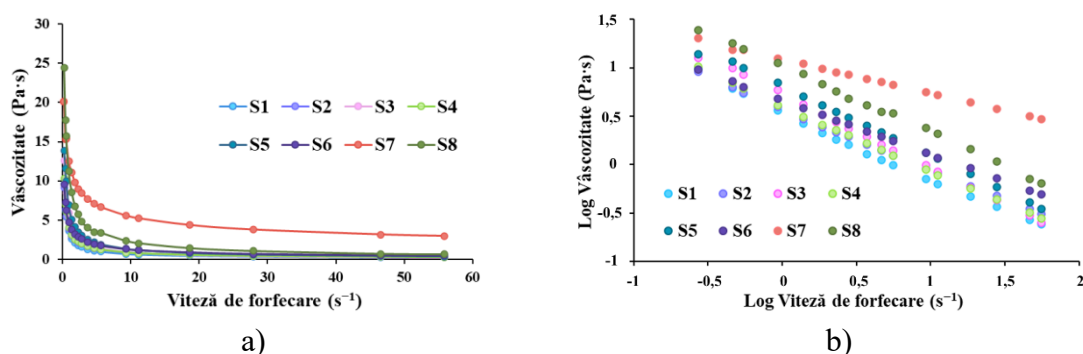 30
25
20
15
10
5
0
Vâscozitate (Pa·s)
S1 S2 S3 S4
S5 S6 S7 S8
0 10 20 30 40 50 60
Viteză de forfecare (s⁻¹)
a)
1,5
1
0,5
0
-0,5
-1
Log Vâscozitate (Pa·s)
S1 S2 S3 S4
S5 S6 S7 S8
-1 -0,5 0 0,5 1 1,5 2
Log Viteză de forfecare (s⁻¹)
b)